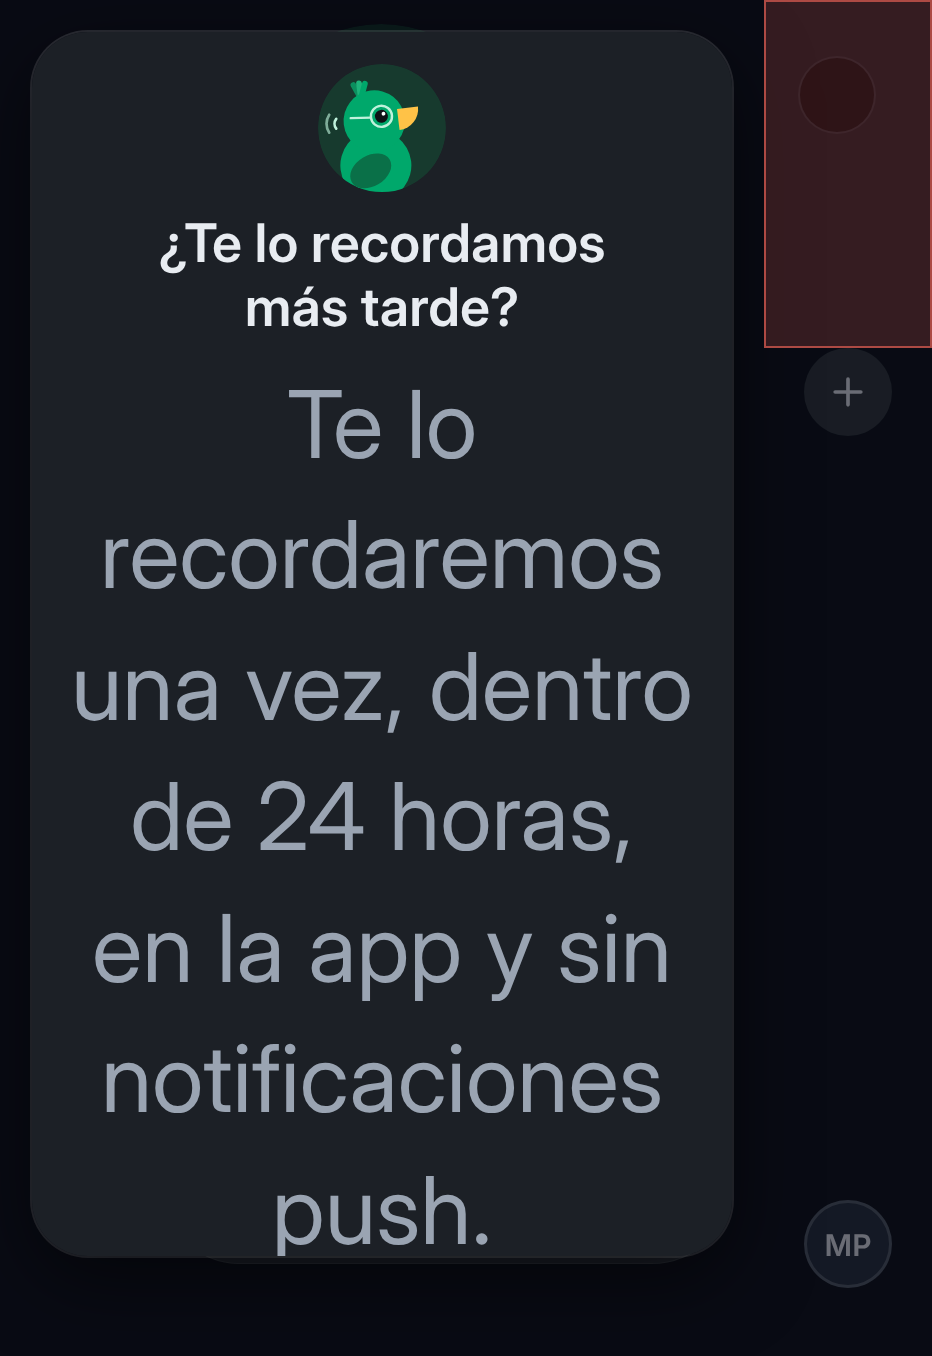 ¿Te lo recordamos
más tarde?
Te lo
recordaremos
una vez, dentro
de 24 horas,
en la app y sin
notificaciones
push.
MP